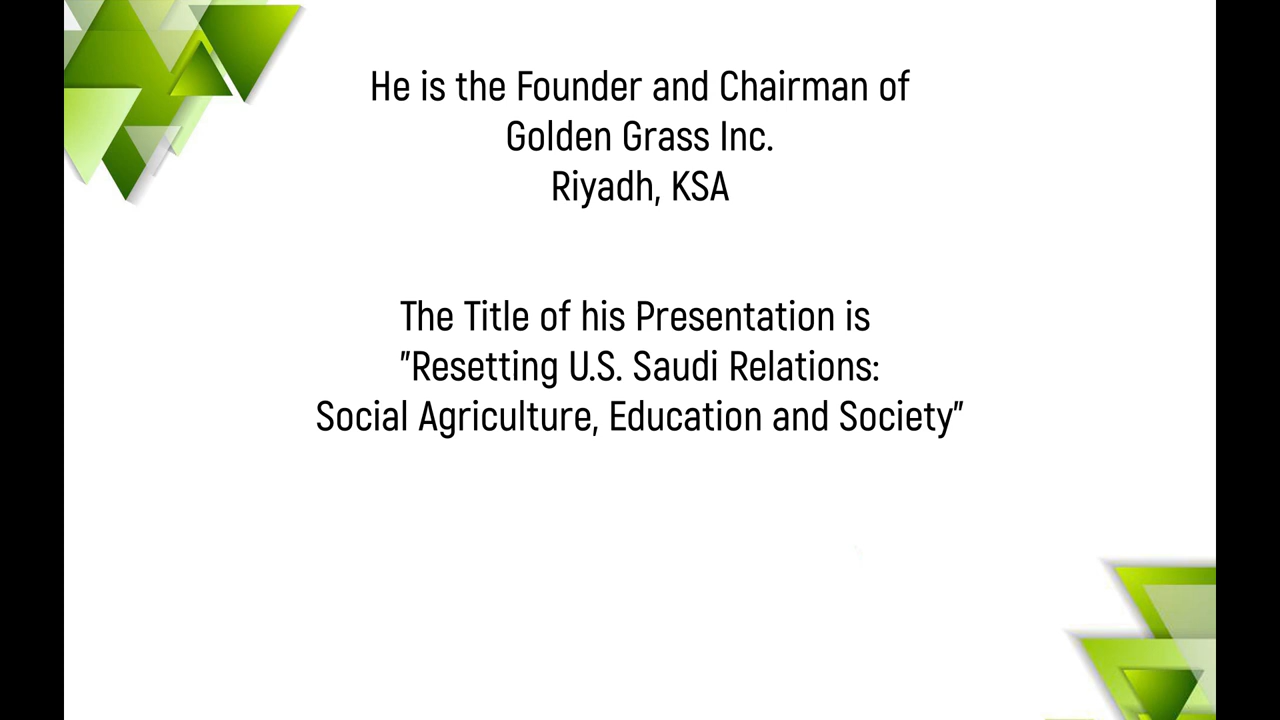 He is the Founder and Chairman of
Golden Grass Inc.
Riyadh, KSA
The Title of his Presentation is
"Resetting U.S. Saudi Relations:
Social Agriculture, Education and Society"